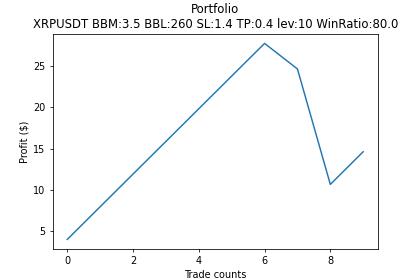 Portfolio
XRPUSDT BBM:3.5 BBL:260 SL:1.4 TP:0.4 lev:10 WinRatio:80.0
25
20
15
10
5
Profit ($)
0 2 4 6 8
Trade counts